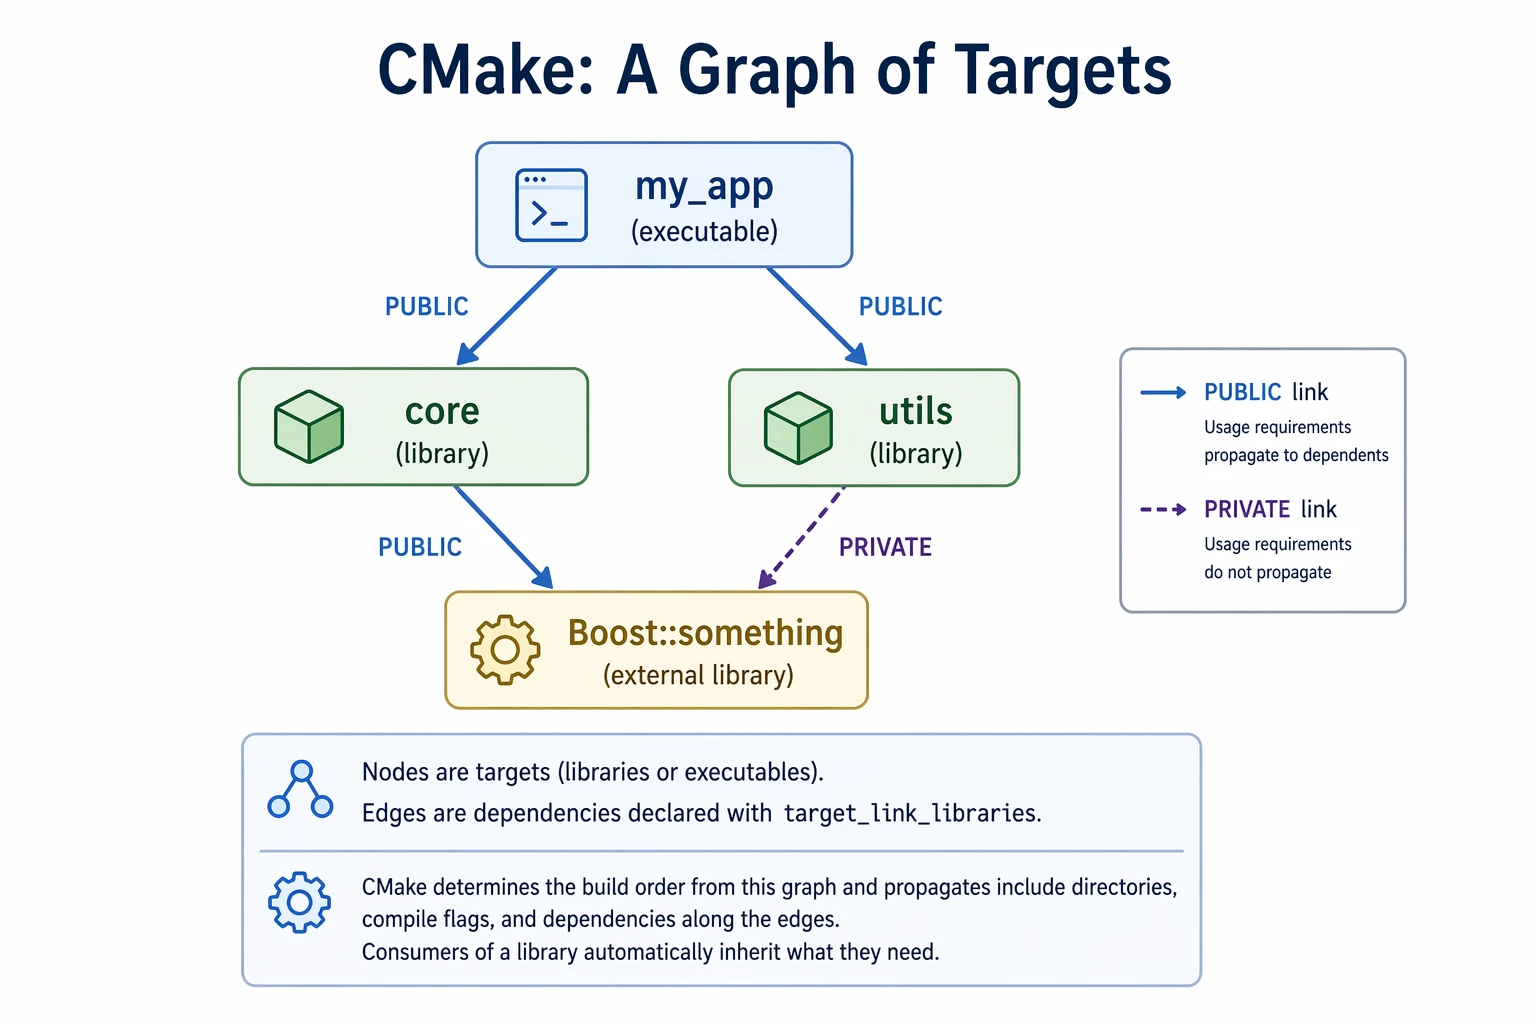 CMake: A Graph of Targets
my_app
(executable)
PUBLIC
PUBLIC
core
(library)
utils
(library)
PUBLIC link
Usage requirements
propagate to dependents
PRIVATE link
Usage requirements
do not propagate
PUBLIC
PRIVATE
Boost::something
(external library)
Nodes are targets (libraries or executables).
Edges are dependencies declared with target_link_libraries.
CMake determines the build order from this graph and propagates include directories,
compile flags, and dependencies along the edges.
Consumers of a library automatically inherit what they need.